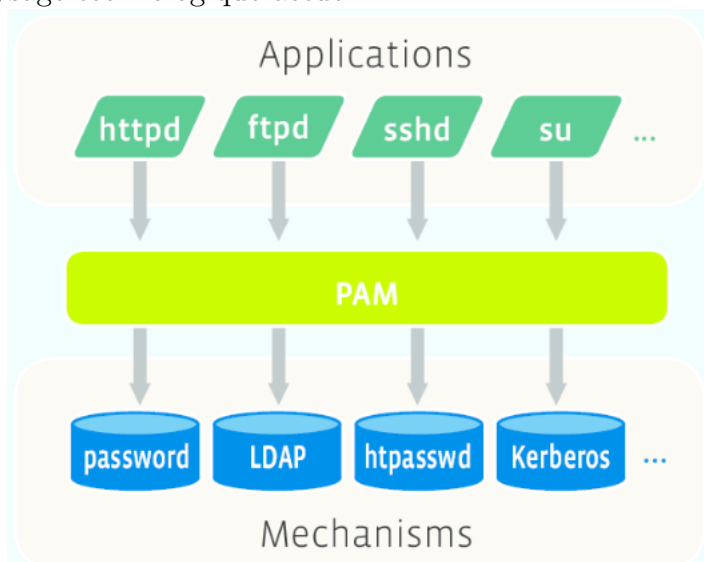 Applications
httpd ftpd sshd su ...
PAM
password LDAP htpasswd Kerberos ...
Mechanisms